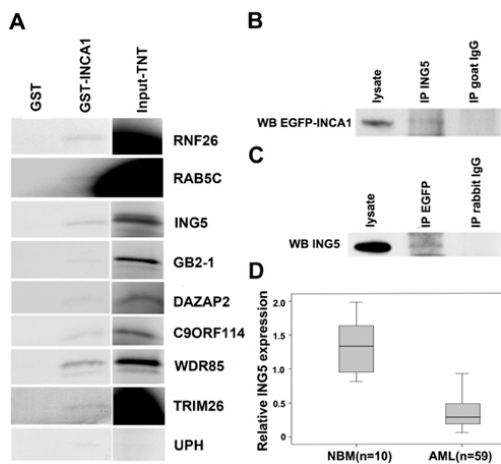 A
GST
GST-INCA1
Input-TNT
RNF26
RAB5C
ING5
GB2-1
DAZAP2
C9ORF114
WDR85
TRIM26
UPH
B
lysate
IP ING5
IP goat IgG
WB EGFP-INCA1
C
lysate
IP EGFP
IP rabbit IgG
WB ING5
D
Relative ING5 expression
2.0
1.5
1.0
0.5
0
NBM(n=10)
AML(n=59)